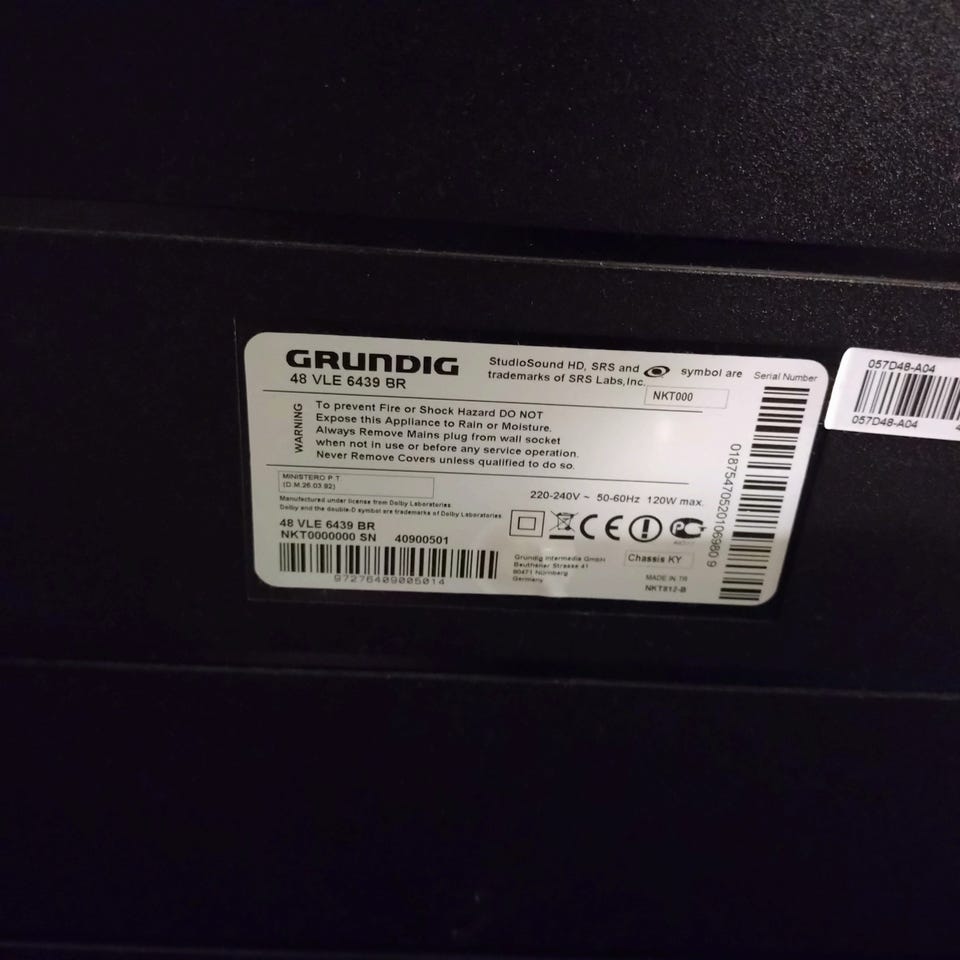 GRUNDIG
48 VLE 6439 BR
StudioSound HD, SRS and symbol are
trademarks of SRS Labs,Inc.
NKT000
Serial Number
WARNING
To prevent Fire or Shock Hazard DO NOT
Expose this Appliance to Rain or Moisture.
Always Remove Mains plug from wall socket
when not in use or before any service operation.
Never Remove Covers unless qualified to do so.
MINISTERO P T
(D.M.26.03.92)
Manufactured under license from Dolby Laboratories
Dolby and the double-D symbol are trademarks of Dolby Laboratories
220-240V ~ 50-60Hz 120W max.
48 VLE 6439 BR
NKT0000000 SN 40900501
97276409005014
CE
Grundig Intermedia GmbH
Beuthener Strasse 41
90471 Nürnberg
Germany
Chassis KY
MADE IN TR
NKT812-B
01875470520106980 9
057D48-A04
057D48-A04